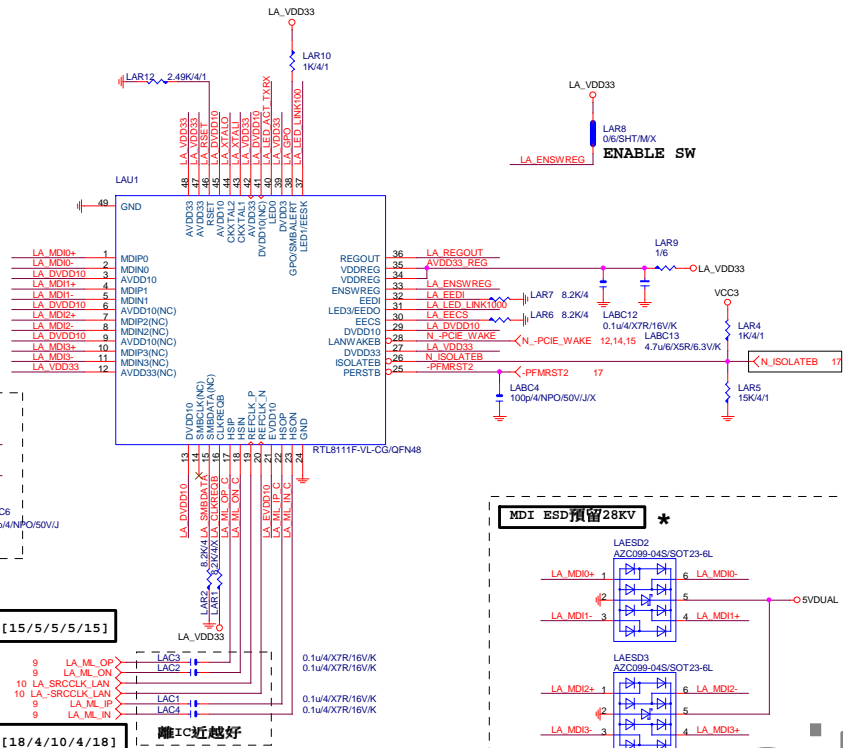 LA_VDD33
LAR10
1K/4/1
LAR12 2.49K/4/1
LA_VDD33
LAR8
0/6/SHT/M/X
LA_ENSWREG
ENABLE SW
LA_VDD33
LA_VDD33
LA_RSET
LA_DVDD10
LA_XTALO
LA_XTALI
LA_VDD33
LA_DVDD10
LA_LED_ACT_TXRX
LA_VDD33
LA_GPO
LA_LED_LINK100
48 47 46 45 44 43 42 41 40 39 38 37
LAU1
AVDD33
AVDD33
RSET
AVDD10
CKXTAL2
CKXTAL1
AVDD33
DVDD10(NC)
LED0
DVDD3
GPO/SMBALERT
LED1/EESK
49 GND
LA_MDI0+ 1 MDIP0
LA_MDI0- 2 MDIN0
LA_DVDD10 3 AVDD10
LA_MDI1+ 4 MDIP1
LA_MDI1- 5 MDIN1
LA_DVDD10 6 AVDD10(NC)
LA_MDI2+ 7 MDIP2(NC)
LA_MDI2- 8 MDIN2(NC)
LA_DVDD10 9 AVDD10(NC)
LA_MDI3+ 10 MDIP3(NC)
LA_MDI3- 11 MDIN3(NC)
LA_VDD33 12 AVDD33(NC)
REGOUT 36 LA_REGOUT
VDDREG 35 AVDD33_REG
VDDREG 34
ENSWREG 33 LA_ENSWREG
EEDI 32 LA_EEDI
LED3/EEDO 31 LA_LED_LINK1000
EECS 30 LA_EECS
DVDD10 29 LA_DVDD10
LANWAKEB 28 N_-PCIE_WAKE
DVDD33 27 LA_VDD33
ISOLATEB 26 N_ISOLATEB
PERSTB 25 -PFMRST2
LAR9
1/6
LA_VDD33
LAR7 8.2K/4
LAR6 8.2K/4
LABC12
0.1u/4/X7R/16V/K
LABC13
4.7u/6/X5R/6.3V/K
VCC3
LAR4
1K/4/1
N_-PCIE_WAKE 12,14,15
N_ISOLATEB 17
-PFMRST2 17
LABC4
100p/4/NPO/50V/J/X
LAR5
15K/4/1
RTL8111F-VL-CG/QFN48
DVDD10
SMBCLK(NC)
SMBDATA(NC)
CLKREQB
HSIP
HSIN
REFCLK_P
REFCLK_N
EVDD10
HSOP
HSON
GND
13 14 15 16 17 18 19 20 21 22 23 24
LA_DVDD10
LA_SMBDATA
LA_CLKREQB
LA_ML_OP_C
LA_ML_ON_C
LA_EVDD10
LA_ML_IP_C
LA_ML_IN_C
LAR2 8.2K/4
LAR1 8.2K/4/X
LA_VDD33
C6
/4/NPO/50V/J
[15/5/5/5/15]
9 LA_ML_OP LAC3 0.1u/4/X7R/16V/K
9 LA_ML_ON LAC2 0.1u/4/X7R/16V/K
10 LA_SRCCLK_LAN
10 LA_-SRCCLK_LAN
9 LA_ML_IP LAC1 0.1u/4/X7R/16V/K
9 LA_ML_IN LAC4 0.1u/4/X7R/16V/K
[18/4/10/4/18]
離IC近越好
MDI ESD預留28KV *
LAESD2
AZC099-04S/SOT23-6L
LA_MDI0+ 1 6 LA_MDI0-
2 5 5VDUAL
LA_MDI1- 3 4 LA_MDI1+
LAESD3
AZC099-04S/SOT23-6L
LA_MDI2+ 1 6 LA_MDI2-
2 5
LA_MDI3- 3 4 LA_MDI3+